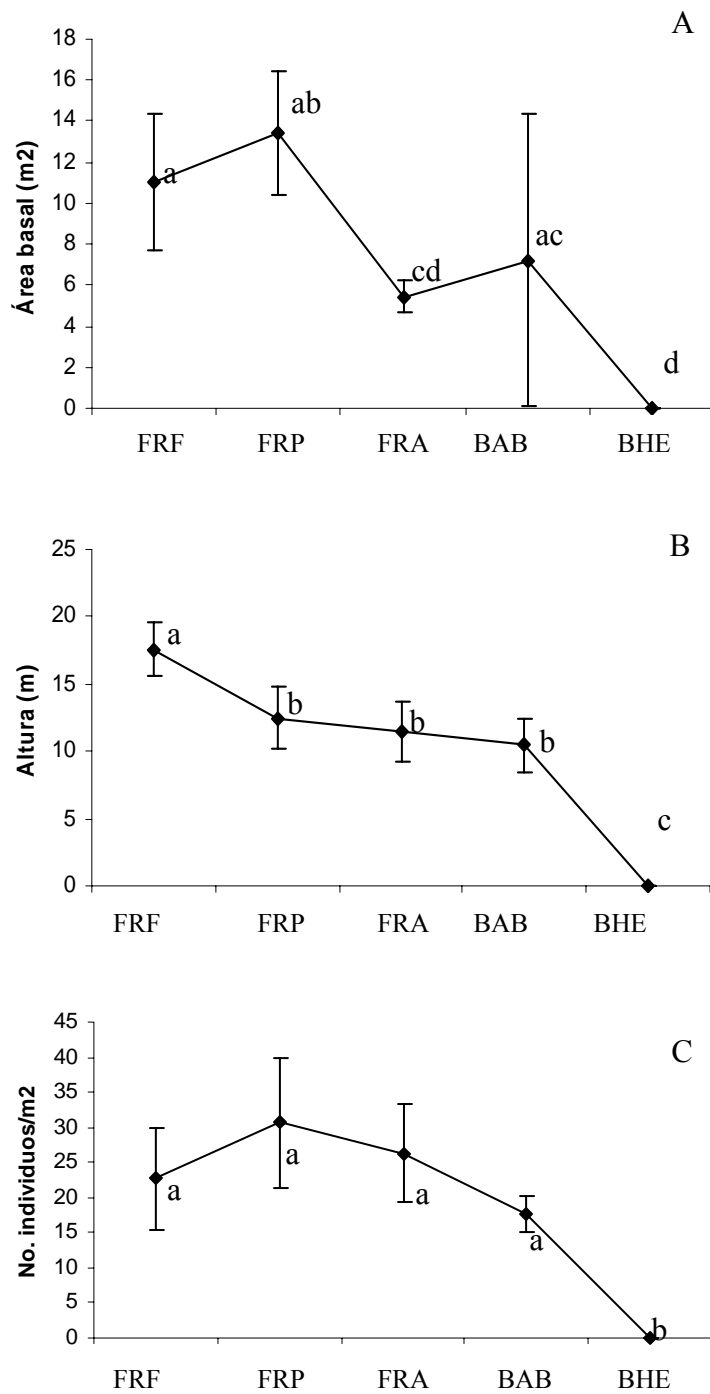 A
Área basal (m2)
18
16
14
12
10
8
6
4
2
0
a
ab
cd
ac
d
FRF FRP FRA BAB BHE
B
Altura (m)
25
20
15
10
5
0
a
b
b
b
c
FRF FRP FRA BAB BHE
C
No. individuos/m2
45
40
35
30
25
20
15
10
5
0
a
a
a
a
b
FRF FRP FRA BAB BHE